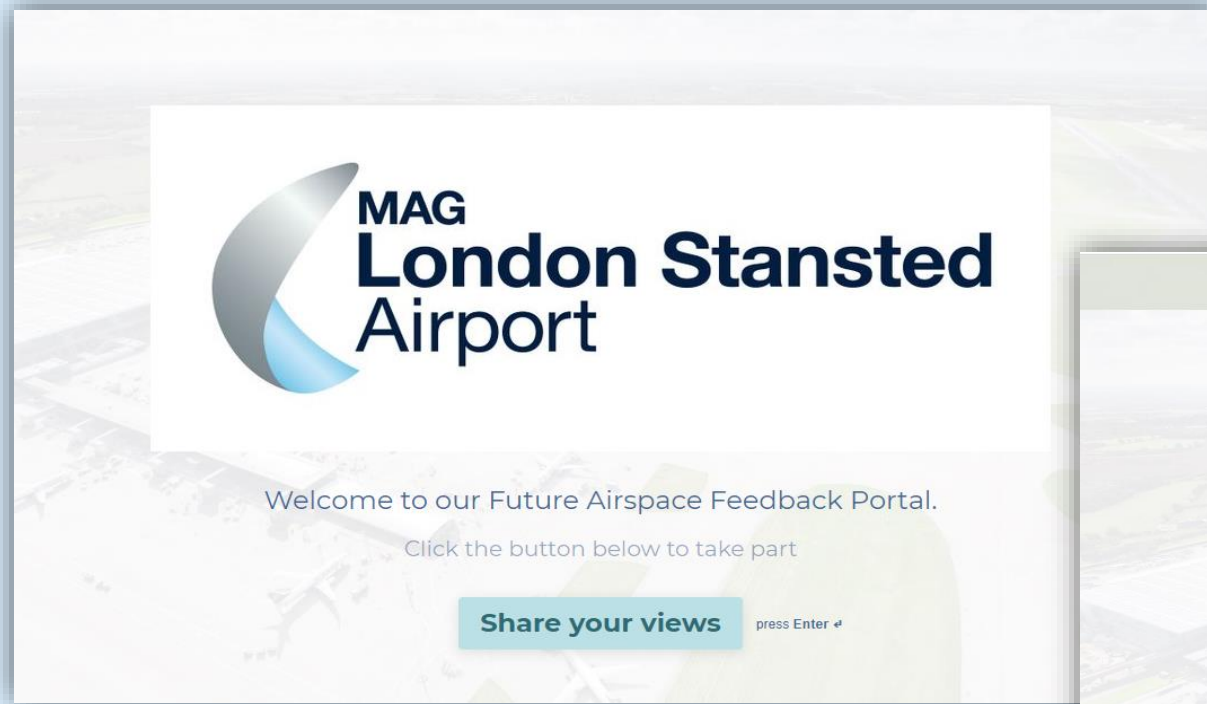 MAG
London Stansted
Airport
Welcome to our Future Airspace Feedback Portal.
Click the button below to take part
Share your views
press Enter ↵